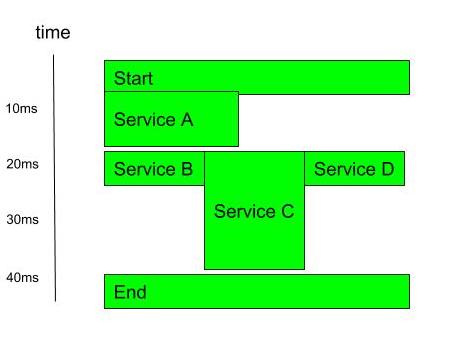 time
Start
10ms
Service A
20ms
Service B
Service D
30ms
Service C
40ms
End